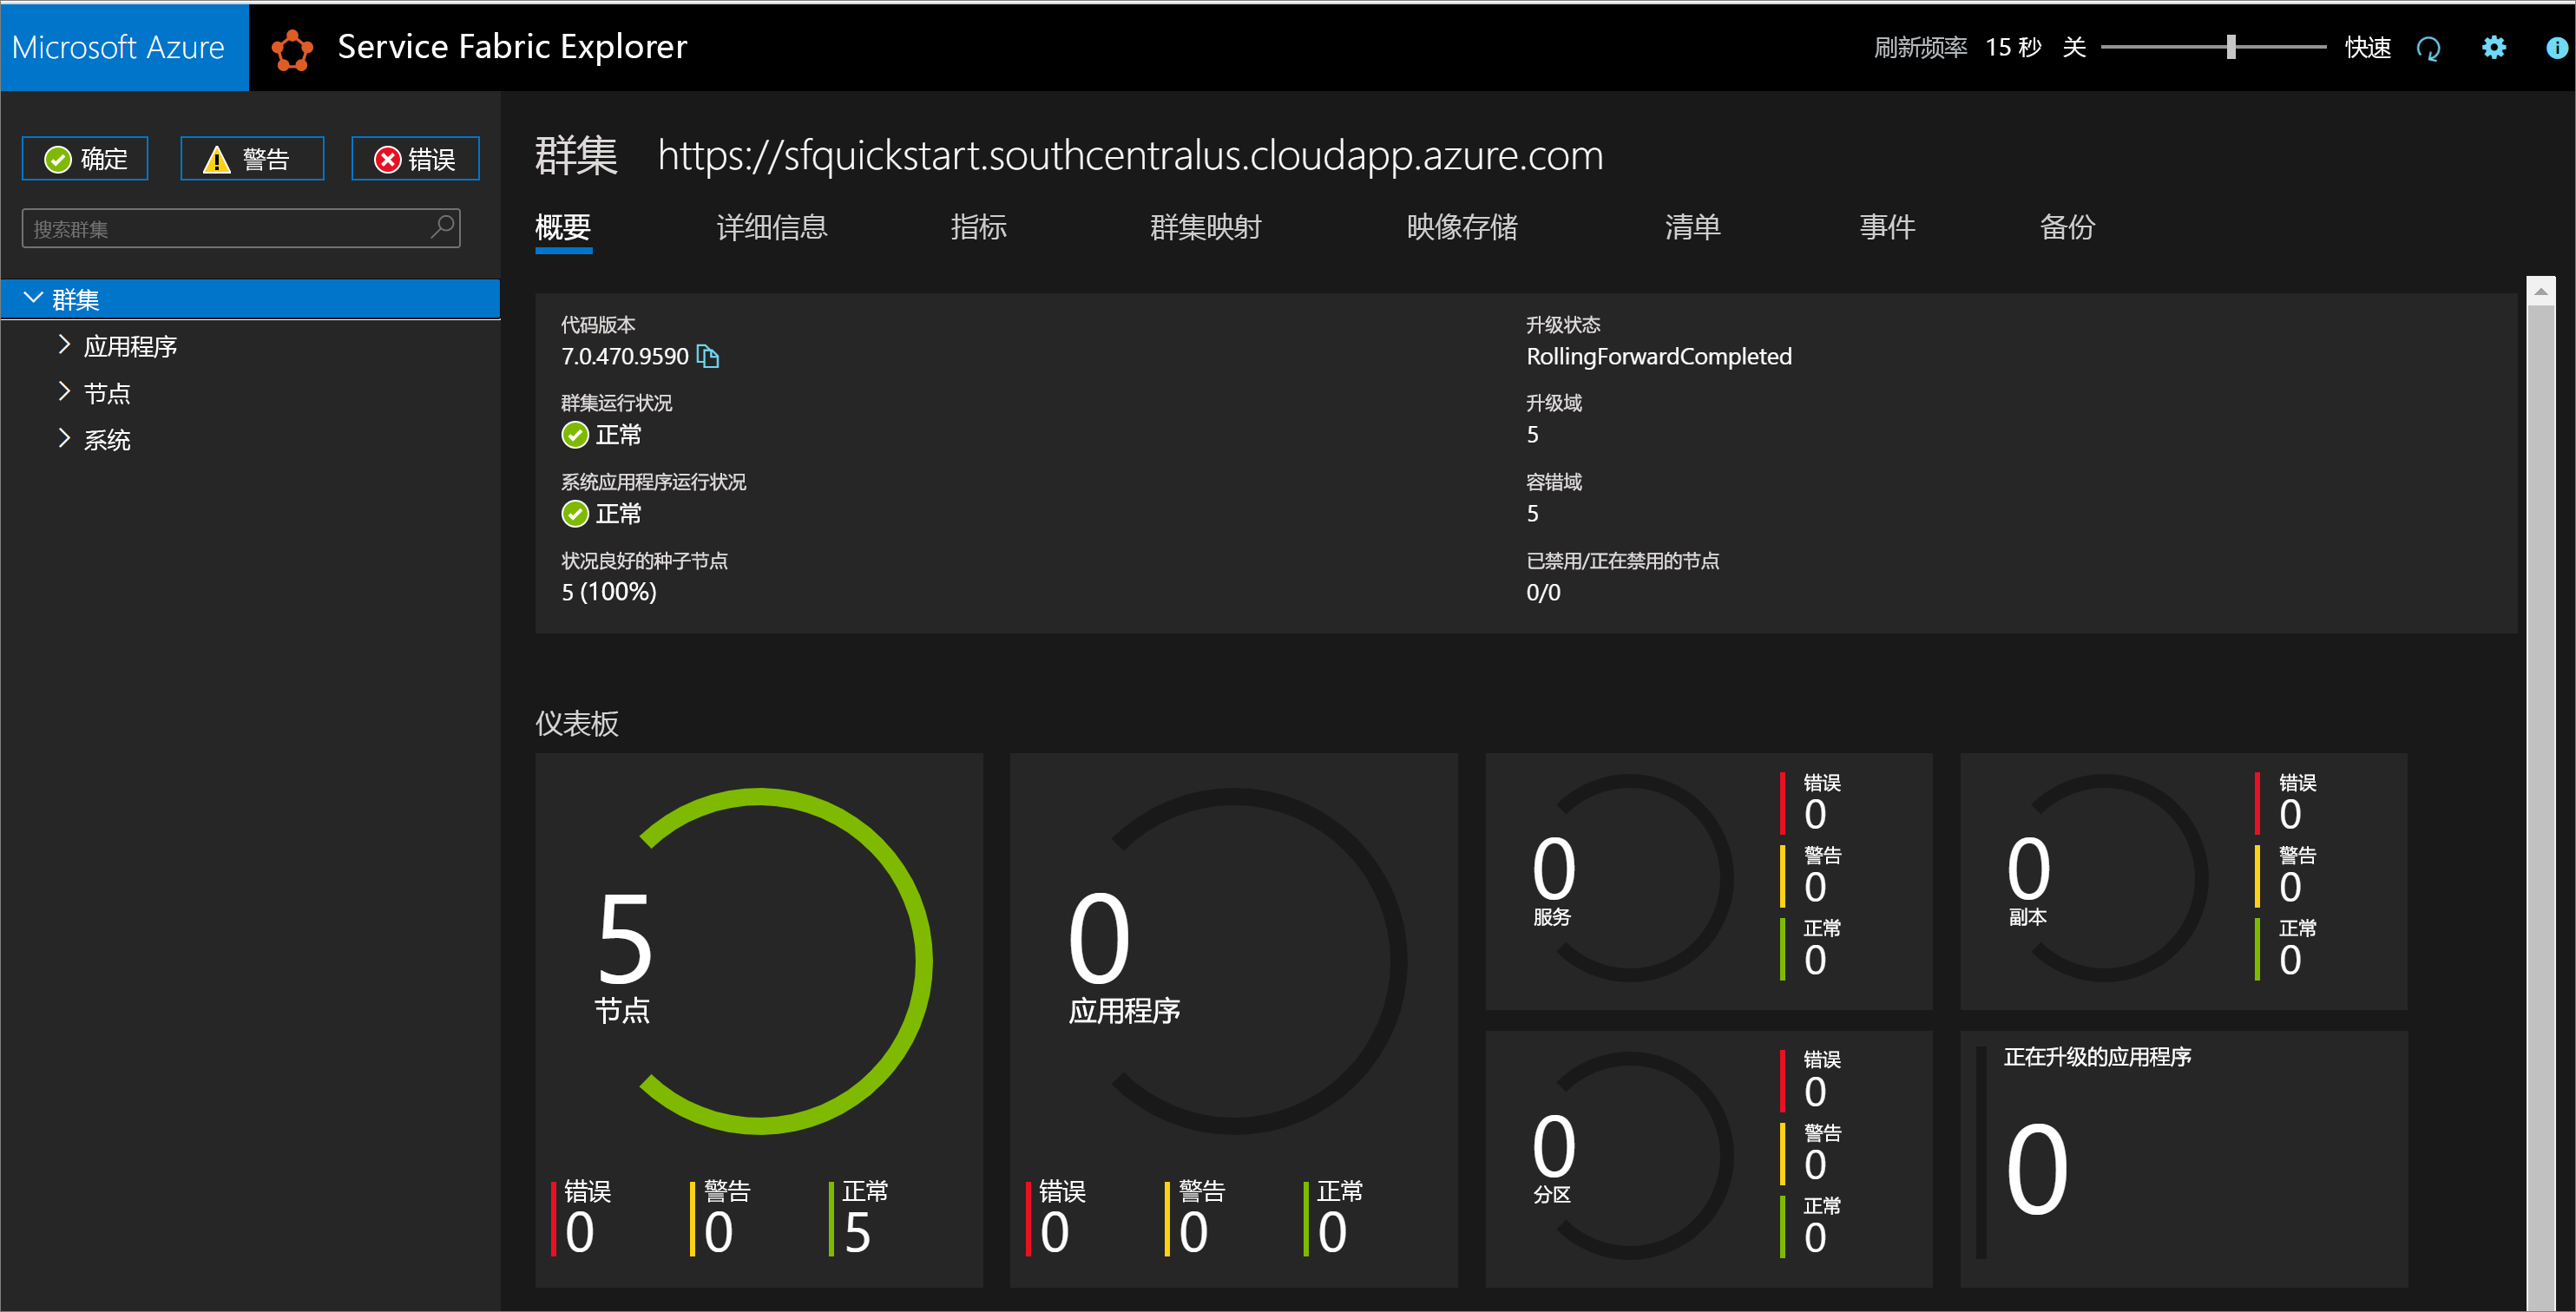 Microsoft Azure
Service Fabric Explorer
刷新频率 15 秒 关 快速
确定 警告 错误
搜索群集
群集
应用程序
节点
系统
群集 https://sfquickstart.southcentralus.cloudapp.azure.com
概要 详细信息 指标 群集映射 映像存储 清单 事件 备份
代码版本
7.0.470.9590
群集运行状况
正常
系统应用程序运行状况
正常
状况良好的种子节点
5 (100%)
升级状态
RollingForwardCompleted
升级域
5
容错域
5
已禁用/正在禁用的节点
0/0
仪表板
5
节点
错误 警告 正常
0 0 5
0
应用程序
错误 警告 正常
0 0 0
0
服务
错误
0
警告
0
正常
0
0
副本
错误
0
警告
0
正常
0
0
分区
错误
0
警告
0
正常
0
正在升级的应用程序
0